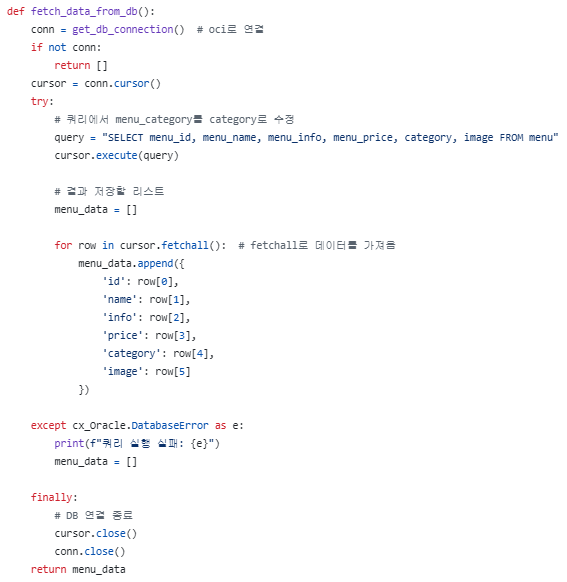 def fetch_data_from_db():
    conn = get_db_connection()  # oci로 연결
    if not conn:
        return []
    cursor = conn.cursor()
    try:
        # 쿼리에서 menu_category를 category로 수정
        query = "SELECT menu_id, menu_name, menu_info, menu_price, category, image FROM menu"
        cursor.execute(query)

        # 결과 저장할 리스트
        menu_data = []

        for row in cursor.fetchall():  # fetchall로 데이터를 가져옴
            menu_data.append({
                'id': row[0],
                'name': row[1],
                'info': row[2],
                'price': row[3],
                'category': row[4],
                'image': row[5]
            })

    except cx_Oracle.DatabaseError as e:
        print(f"쿼리 실행 실패: {e}")
        menu_data = []

    finally:
        # DB 연결 종료
        cursor.close()
        conn.close()
    return menu_data